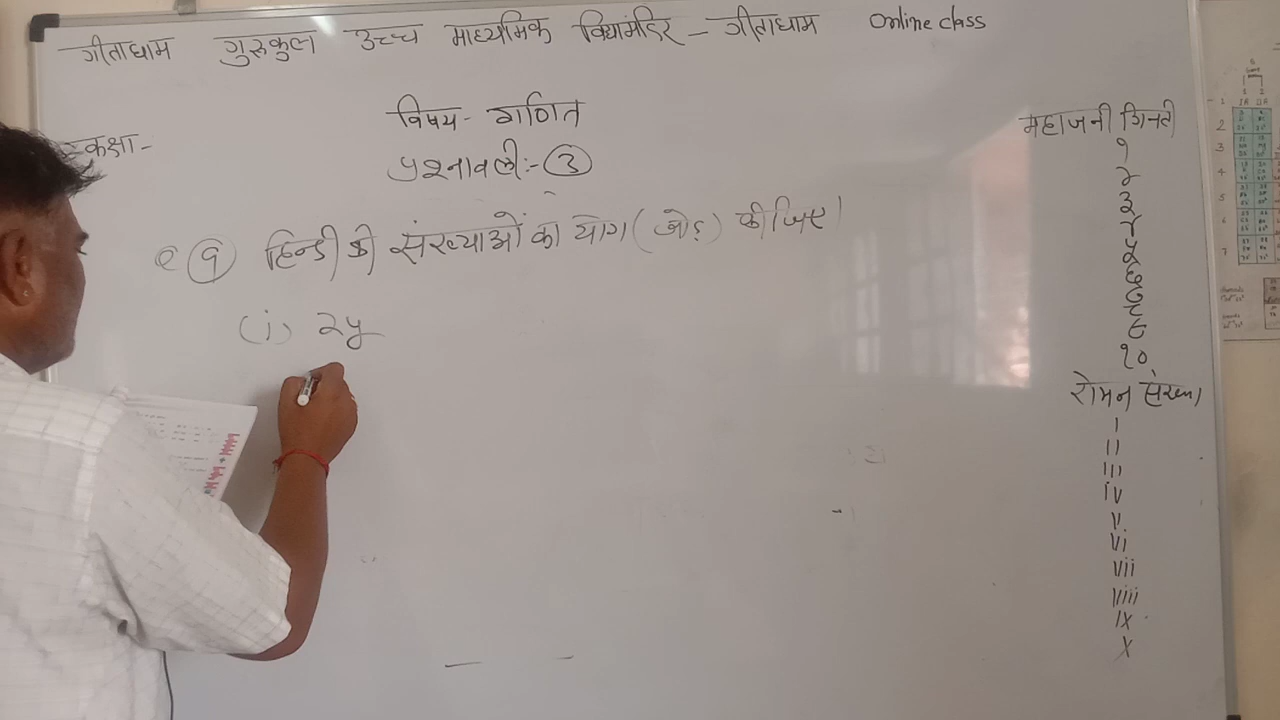 गीताधाम गुरुकुल उच्च माध्यमिक विद्यामंदिर - गीताधाम Online class
विषय- गणित
कक्षा-
प्रश्नावली:- ③
१ हिन्दी की संख्याओं का योग (जोड़) कीजिए।
(i) २५
महाजनी गिनती
१
२
३
४
५
६
७
८
९
१०
रोमन संख्या
I
II
III
IV
V
VI
VII
VIII
IX
X